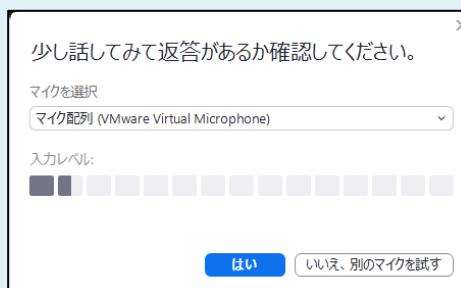 少し話してみて返答があるか確認してください。
マイクを選択
マイク配列 (VMware Virtual Microphone)
入力レベル:
はい
いいえ、別のマイクを試す